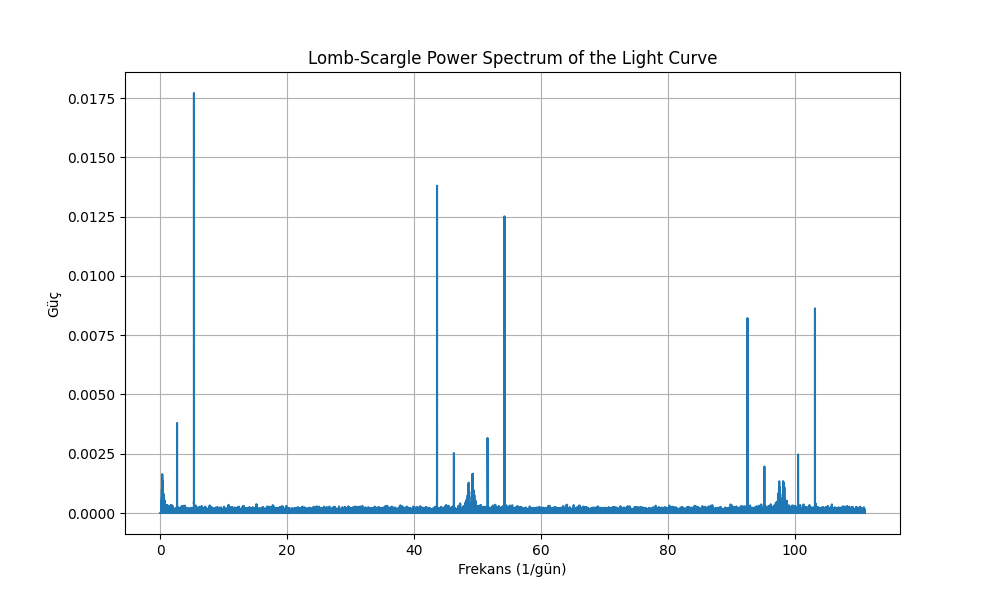 Lomb-Scargle Power Spectrum of the Light Curve
0.0175
0.0150
0.0125
0.0100
0.0075
0.0050
0.0025
0.0000
Güç
0 20 40 60 80 100
Frekans (1/gün)